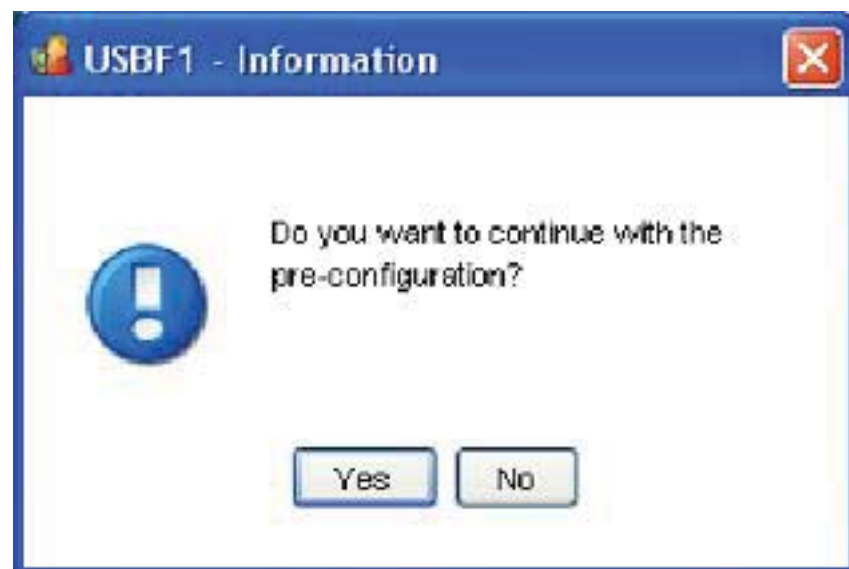 USBF1 - Information
Do you want to continue with the
pre-configuration?
Yes
No